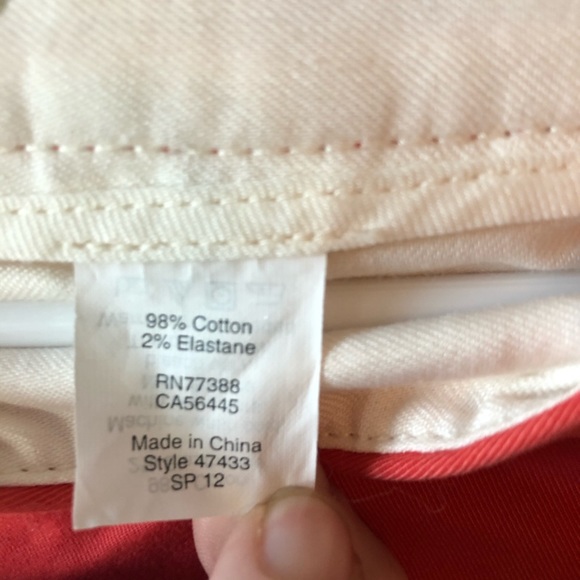 98% Cotton
2% Elastane
RN77388
CA56445
Made in China
Style 47433
SP 12